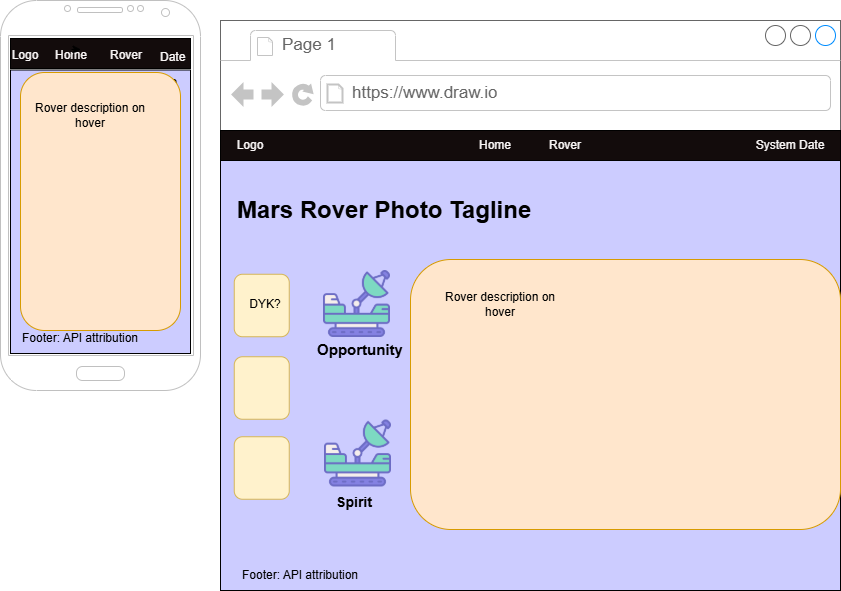 Logo Home Rover Date
Rover description on
hover
Footer: API attribution
Page 1
https://www.draw.io
Logo Home Rover System Date
Mars Rover Photo Tagline
DYK?
Opportunity
Spirit
Rover description on
hover
Footer: API attribution